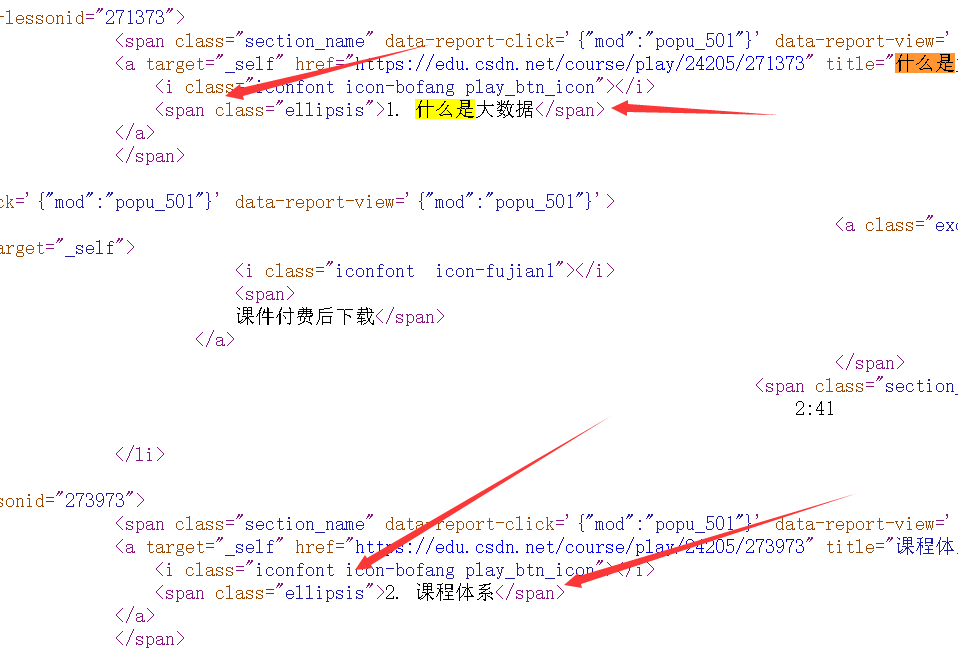 -lessonid="271373">
<span class="section_name" data-report-click='{"mod":"popu_501"}' data-report-view='
<a target="_self" href="https://edu.csdn.net/course/play/24205/271373" title="什么是
<i class="iconfont icon-bofang play_btn_icon"></i>
<span class="ellipsis">1. 什么是大数据</span>
</a>
</span>
ck='{"mod":"popu_501"}' data-report-view='{"mod":"popu_501"}'>
<a class="exc
arget="_self">
<i class="iconfont  icon-fujian1"></i>
<span>
课件付费后下载</span>
</a>
</span>
<span class="section_
2:41
</li>
sonid="273973">
<span class="section_name" data-report-click='{"mod":"popu_501"}' data-report-view='
<a target="_self" href="https://edu.csdn.net/course/play/24205/273973" title="课程体
<i class="iconfont icon-bofang play_btn_icon"></i>
<span class="ellipsis">2. 课程体系</span>
</a>
</span>